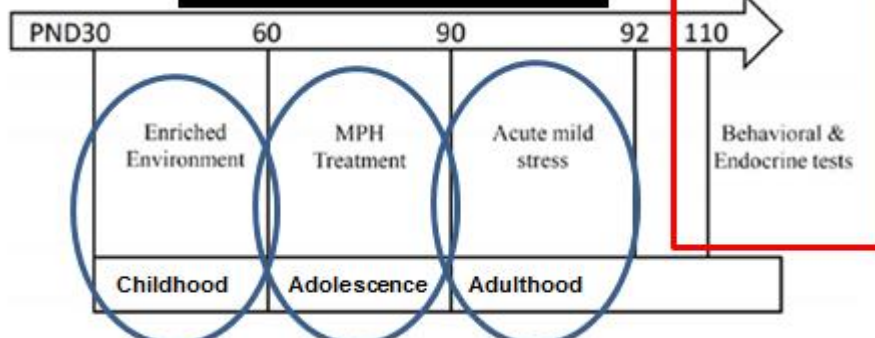 PND30 60 90 92 110
Enriched
Environment
MPH
Treatment
Acute mild
stress
Behavioral &
Endocrine tests
Childhood Adolescence Adulthood